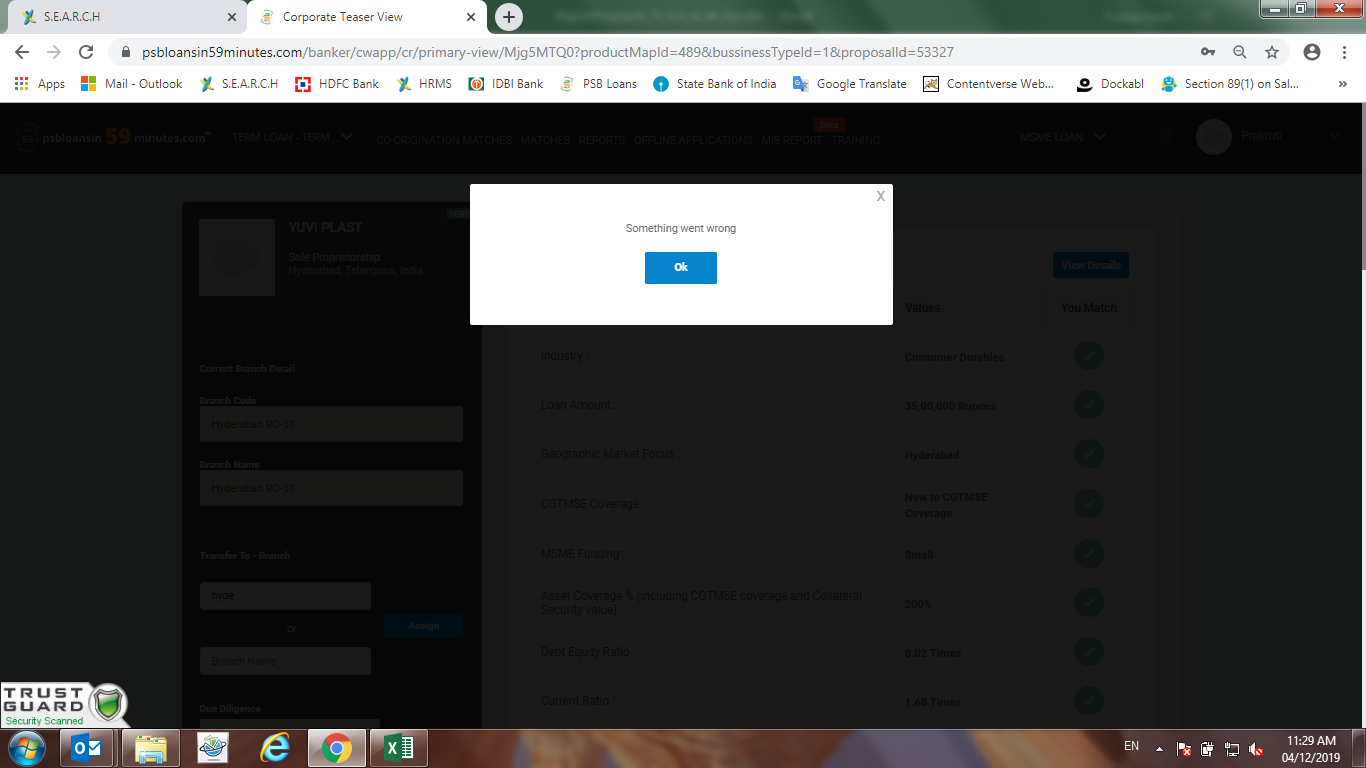 S.E.A.R.C.H
Corporate Teaser View
psbloansin59minutes.com/banker/cwapp/cr/primary-view/Mjg5MTQ0?productMapId=489&bussinessTypeId=1&proposalId=53327
Apps Mail - Outlook S.E.A.R.C.H HDFC Bank HRMS IDBI Bank PSB Loans State Bank of India Google Translate Contentverse Web... Dockabl Section 89(1) on Sal... »
Beta
psbloansin 59 minutes.com TERM LOAN - TERM ... CO-ORIGINATION MATCHES MATCHES REPORTS OFFLINE APPLICATIONS MIS REPORT TRAINING MSME LOAN
X
YUVI PLAST
Something went wrong
Sole Proprietorship
Hyderabad, Telangana, India
Ok
View Details
Values You Match
Industry : Consumer Durables
Current Branch Detail
Branch Code
Hyderabad RO-31
Loan Amount : 35,00,000 Rupees
Branch Name
Hyderabad RO-31
Geographic Market Focus : Hyderabad
CGTMSE Coverage : New to CGTMSE
Coverage
Transfer To - Branch
MSME Funding : Small
hyde
or
Assign
Branch Name
Asset Coverage % (including CGTMSE coverage and Collateral
Security value) : 200%
Debt Equity Ratio : 0.02 Times
Current Ratio : 1.68 Times
Due Diligence
TRUST
GUARD
Security Scanned
EN
11:29 AM
04/12/2019